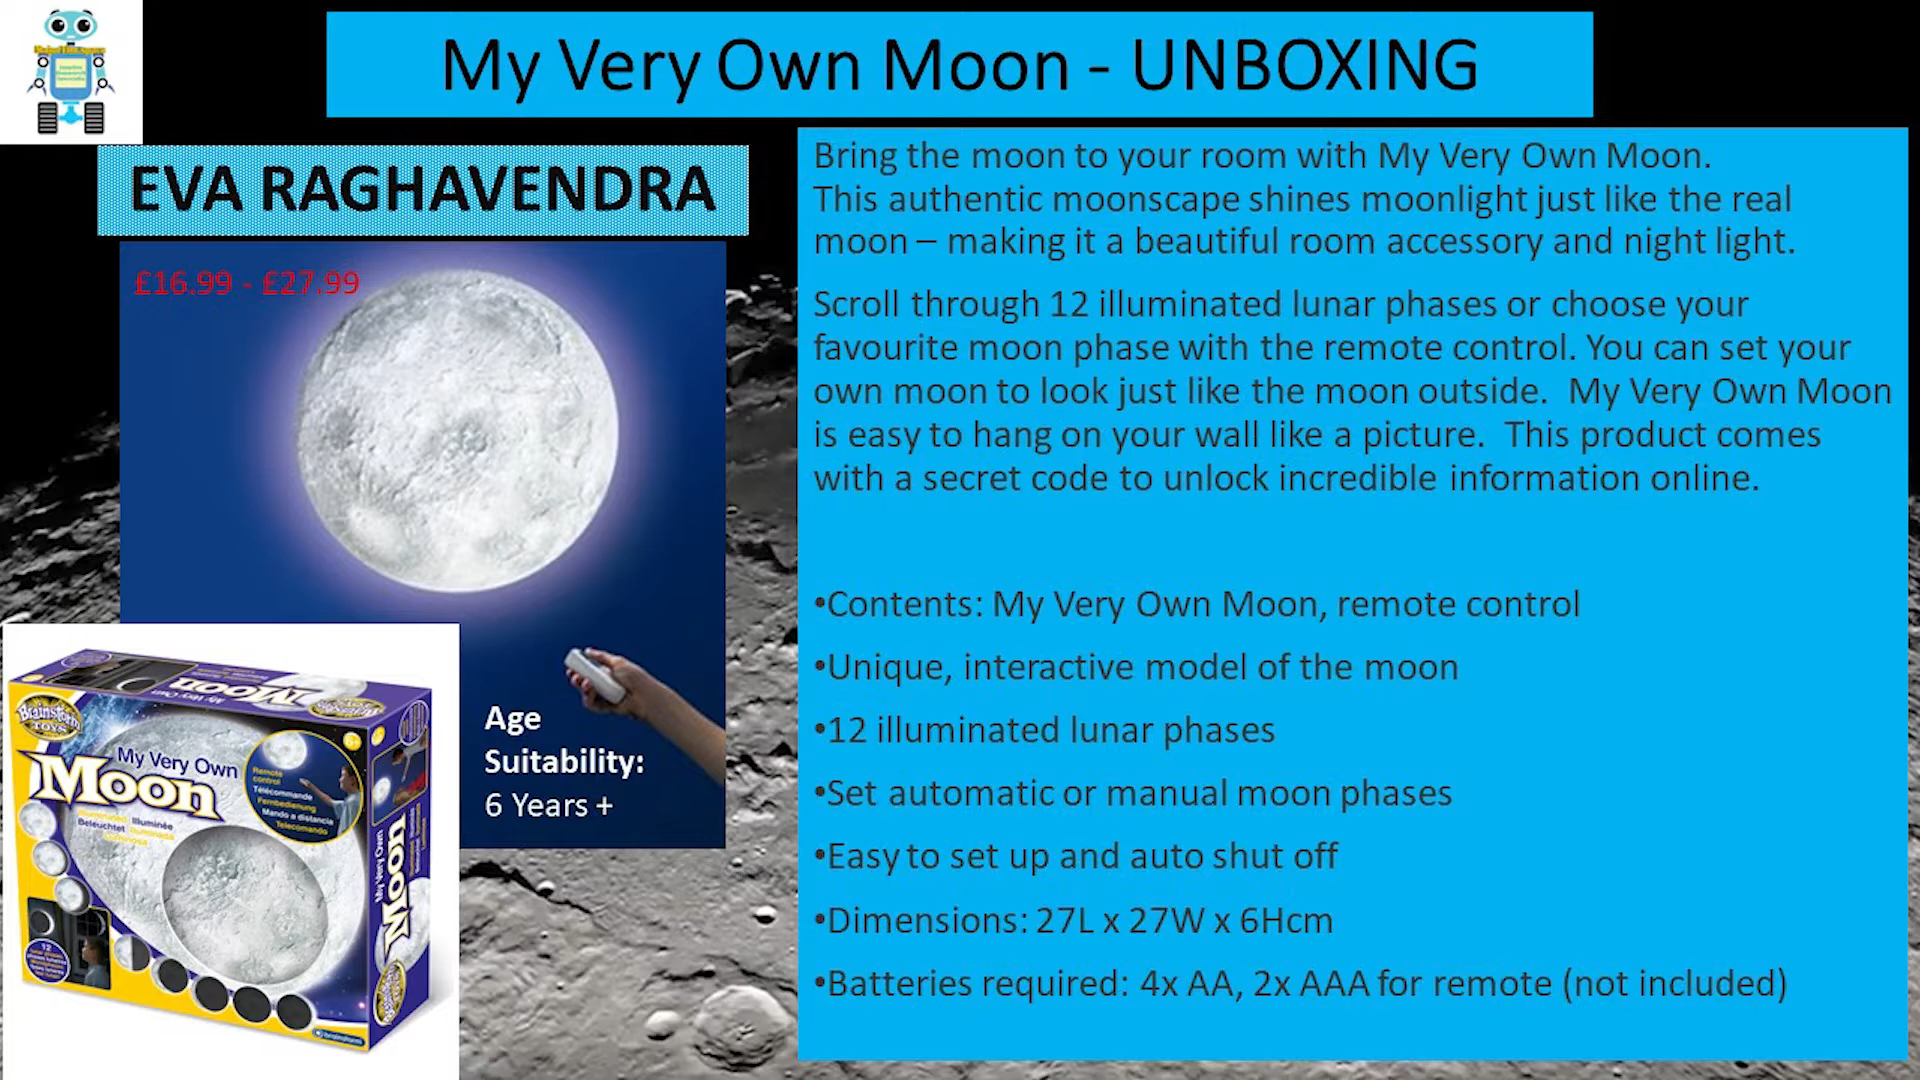 My Very Own Moon - UNBOXING
EVA RAGHAVENDRA
£16.99 - £27.99
Age
Suitability:
6 Years +
Bring the moon to your room with My Very Own Moon.
This authentic moonscape shines moonlight just like the real
moon – making it a beautiful room accessory and night light.
Scroll through 12 illuminated lunar phases or choose your
favourite moon phase with the remote control. You can set your
own moon to look just like the moon outside.  My Very Own Moon
is easy to hang on your wall like a picture.  This product comes
with a secret code to unlock incredible information online.
•Contents: My Very Own Moon, remote control
•Unique, interactive model of the moon
•12 illuminated lunar phases
•Set automatic or manual moon phases
•Easy to set up and auto shut off
•Dimensions: 27L x 27W x 6Hcm
•Batteries required: 4x AA, 2x AAA for remote (not included)
Brainstorm
TOYS
My Very Own
Moon
Remote
control
Télécommande
Fernbedienung
Mando a distancia
Telecomando
Illuminée
Beleuchtet
My Very Own
Moon
brainstorm